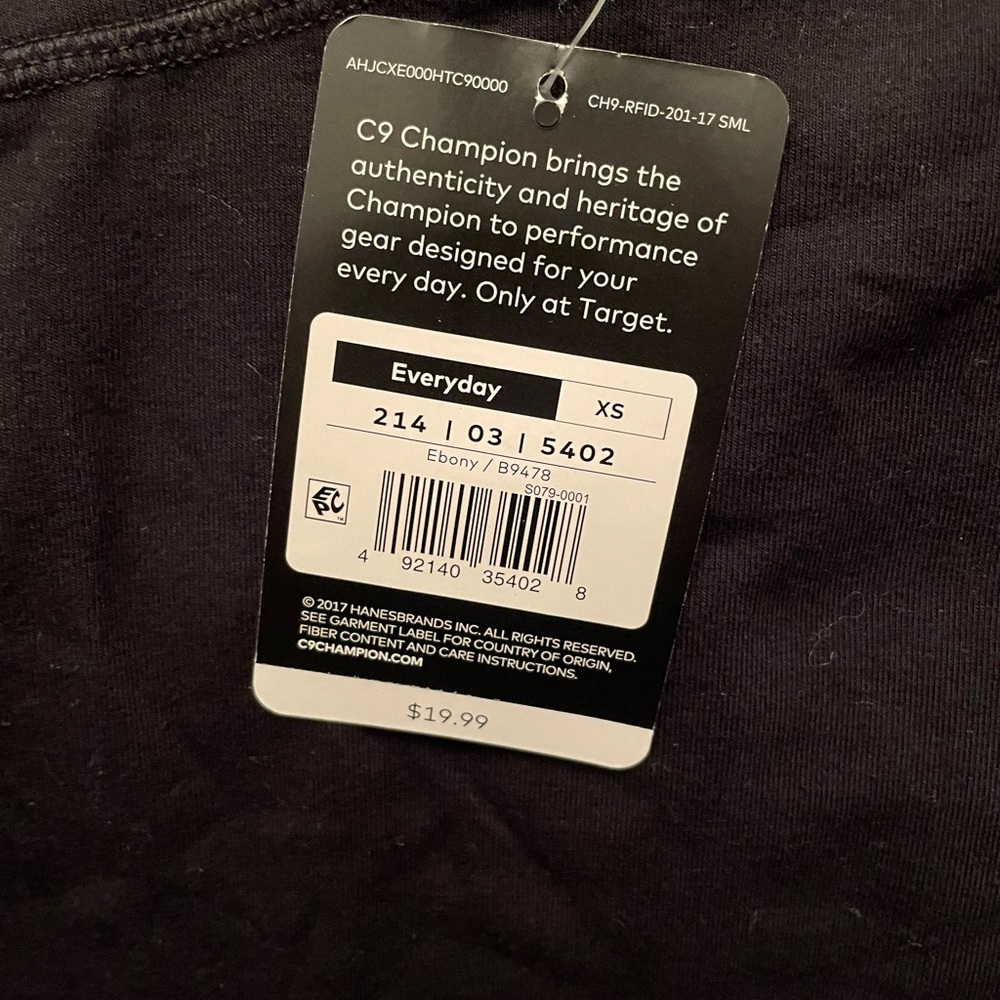 AHJCXE000HTC90000
CH9-RFID-201-17 SML
C9 Champion brings the
authenticity and heritage of
Champion to performance
gear designed for your
every day. Only at Target.
Everyday
XS
214 | 03 | 5402
Ebony / B9478
S079-0001
EPC™
4 92140 35402 8
© 2017 HANESBRANDS INC. ALL RIGHTS RESERVED.
SEE GARMENT LABEL FOR COUNTRY OF ORIGIN,
FIBER CONTENT AND CARE INSTRUCTIONS.
C9CHAMPION.COM
$19.99